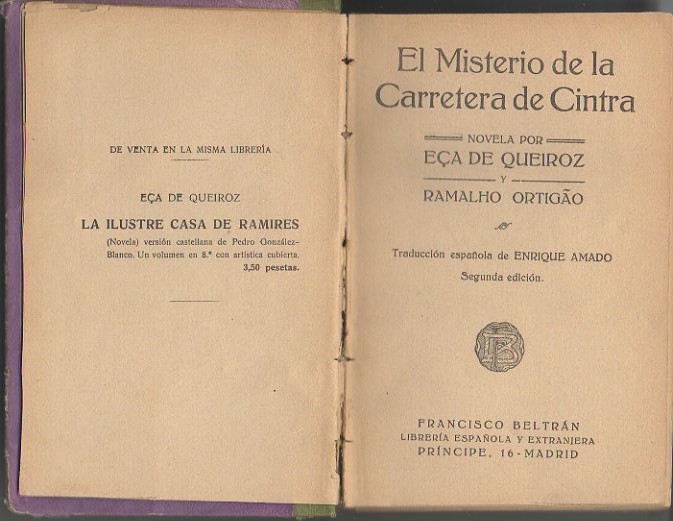 DE VENTA EN LA MISMA LIBRERÍA
EÇA DE QUEIROZ
LA ILUSTRE CASA DE RAMIRES
(Novela) versión castellana de Pedro González-
Blanco. Un volumen en 8.º con artística cubierta.
3,50 pesetas.
El Misterio de la
Carretera de Cintra
NOVELA POR
EÇA DE QUEIROZ
Y
RAMALHO ORTIGÃO
Traducción española de ENRIQUE AMADO
Segunda edición.
FB
FRANCISCO BELTRÁN
LIBRERÍA ESPAÑOLA Y EXTRANJERA
PRÍNCIPE, 16-MADRID